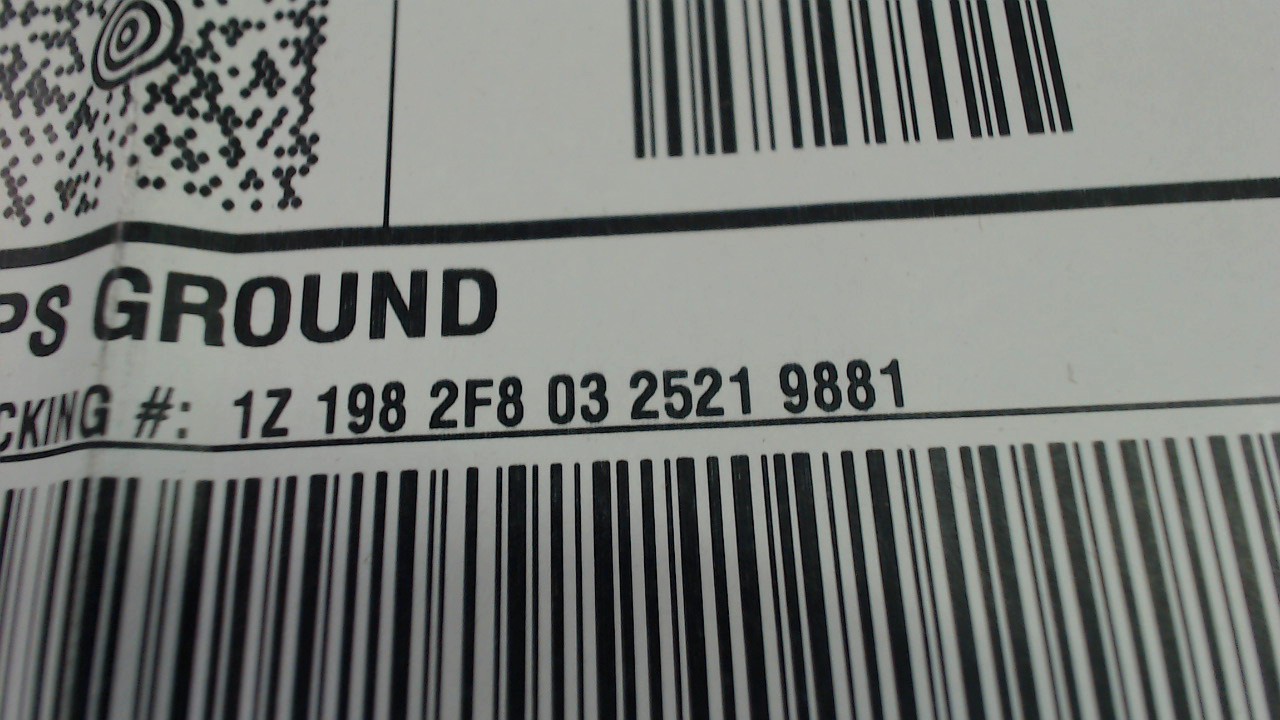 PS GROUND
CKING #: 1Z 198 2F8 03 2521 9881